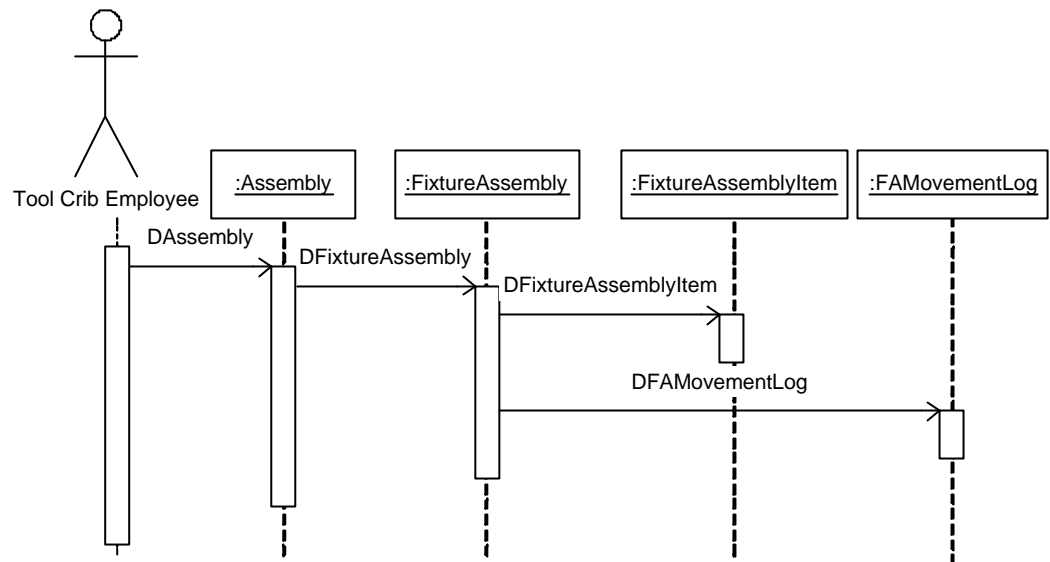 Tool Crib Employee
:Assembly
:FixtureAssembly
:FixtureAssemblyItem
:FAMovementLog
DAssembly
DFixtureAssembly
DFixtureAssemblyItem
DFAMovementLog